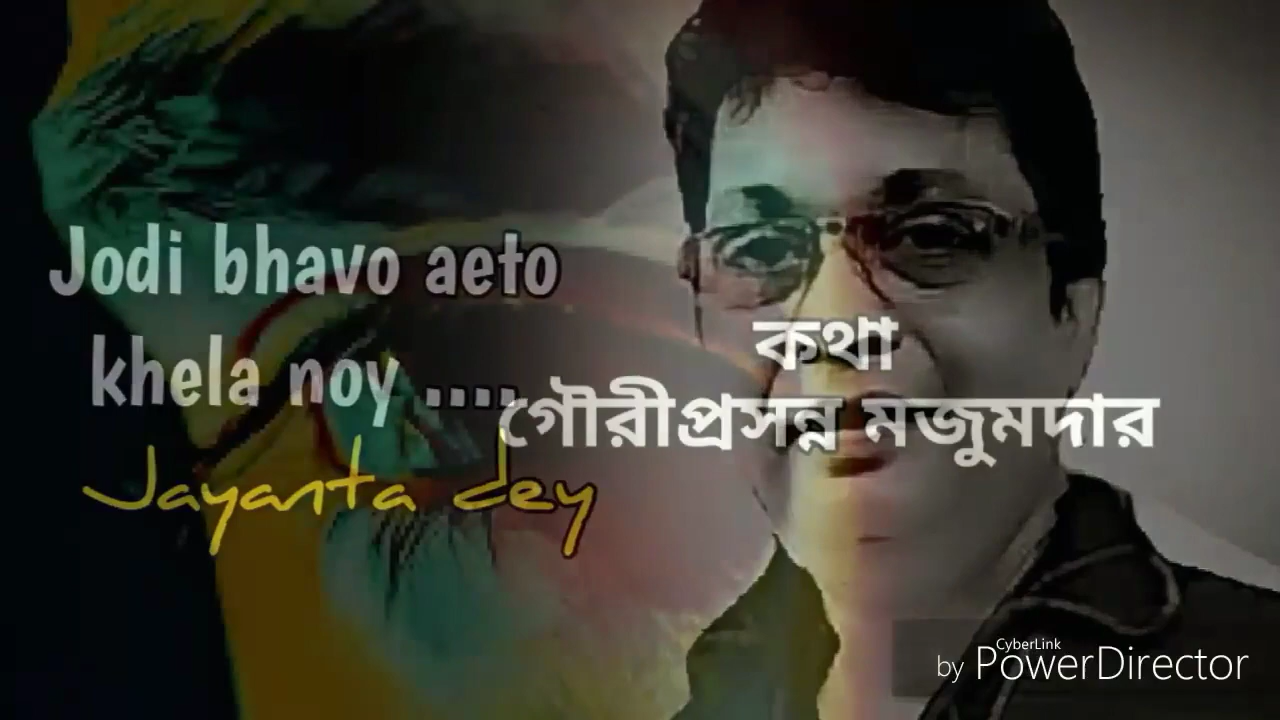 Jodi bhavo aeto
khela noy ....
Jayanta dey
কথা
গৌরীপ্রসন্ন মজুমদার
CyberLink
by PowerDirector